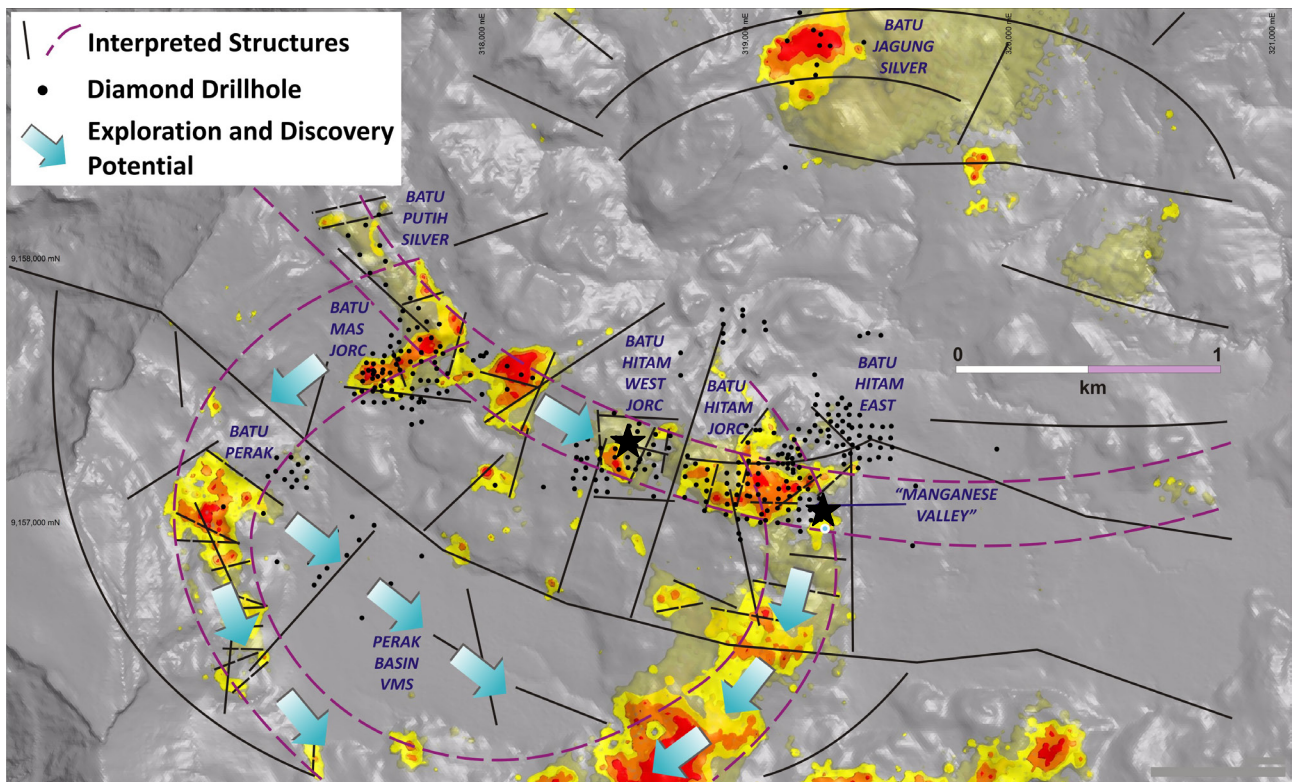 Interpreted Structures
Diamond Drillhole
Exploration and Discovery
Potential
318,000 mE
319,000 mE
320,000 mE
321,000 mE
BATU
JAGUNG
SILVER
BATU
PUTIH
SILVER
9,158,000 mN
BATU
MAS
JORC
BATU
HITAM
WEST
JORC
BATU
HITAM
JORC
BATU
HITAM
EAST
0
1
km
BATU
PERAK
"MANGANESE
VALLEY"
9,157,000 mN
PERAK
BASIN
VMS